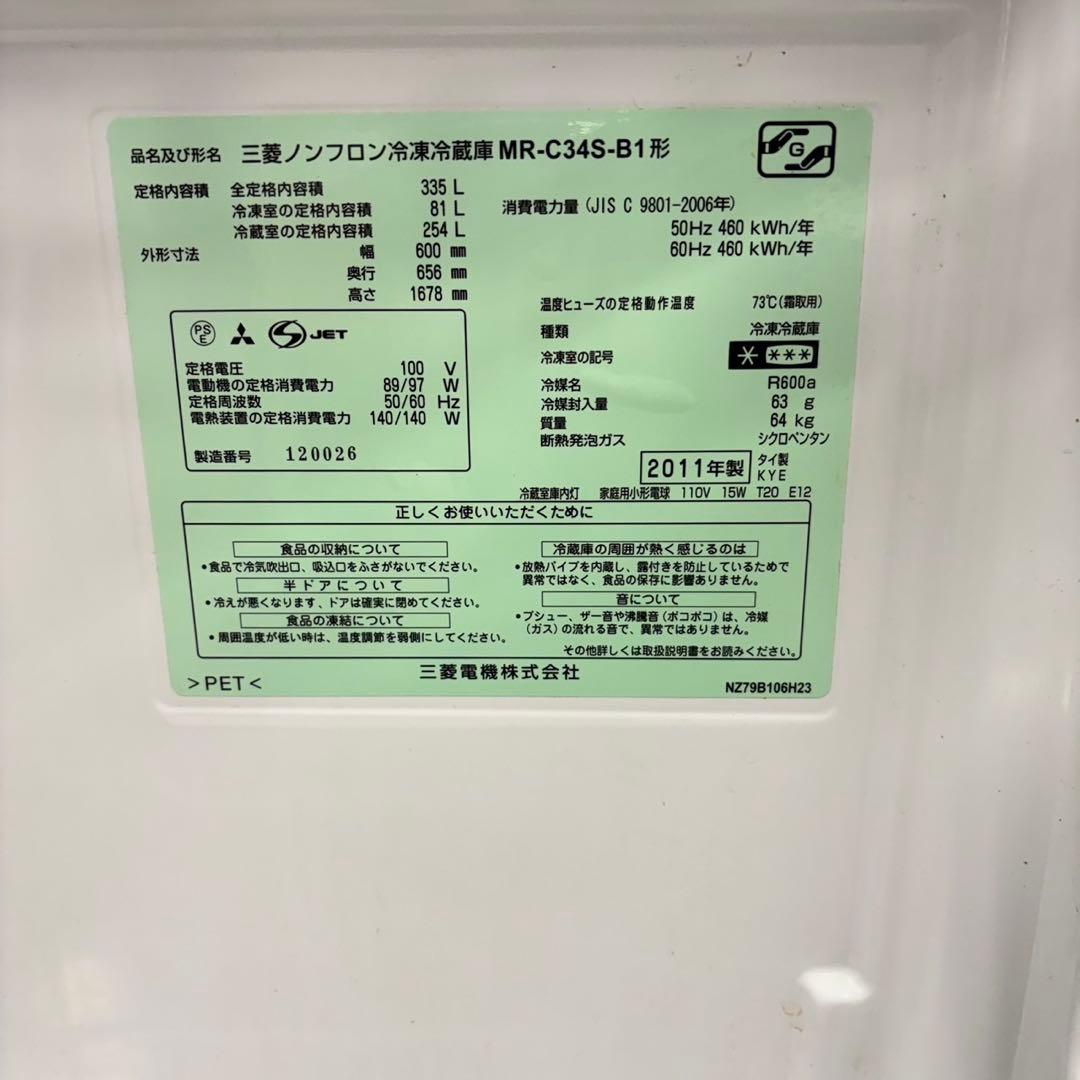 品名及び形名 三菱ノンフロン冷凍冷蔵庫 MR-C34S-B1形
G
定格内容積 全定格内容積 335 L
冷凍室の定格内容積 81 L
冷蔵室の定格内容積 254 L
外形寸法 幅 600 mm
奥行 656 mm
高さ 1678 mm
消費電力量 (JIS C 9801-2006年)
50Hz 460 kWh/年
60Hz 460 kWh/年
PS
E
JET
定格電圧 100 V
電動機の定格消費電力 89/97 W
定格周波数 50/60 Hz
電熱装置の定格消費電力 140/140 W
製造番号 120026
温度ヒューズの定格動作温度 73℃(霜取用)
種類 冷凍冷蔵庫
冷凍室の記号 * ***
冷媒名 R600a
冷媒封入量 63 g
質量 64 kg
断熱発泡ガス シクロペンタン
2011年製 タイ製
KYE
冷蔵室庫内灯 家庭用小形電球 110V 15W T20 E12
正しくお使いいただくために
食品の収納について
•食品で冷気吹出口、吸込口をふさがないでください。
半ドアについて
•冷えが悪くなります、ドアは確実に閉めてください。
食品の凍結について
•周囲温度が低い時は、温度調節を弱側にしてください。
冷蔵庫の周囲が熱く感じるのは
•放熱パイプを内蔵し、露付きを防止しているためで
異常ではなく、食品の保存に影響ありません。
音について
•プシュー、ザー音や沸騰音(ポコポコ)は、冷媒
(ガス)の流れる音で、異常ではありません。
その他詳しくは取扱説明書をお読みください。
>PET<
三菱電機株式会社
NZ79B106H23